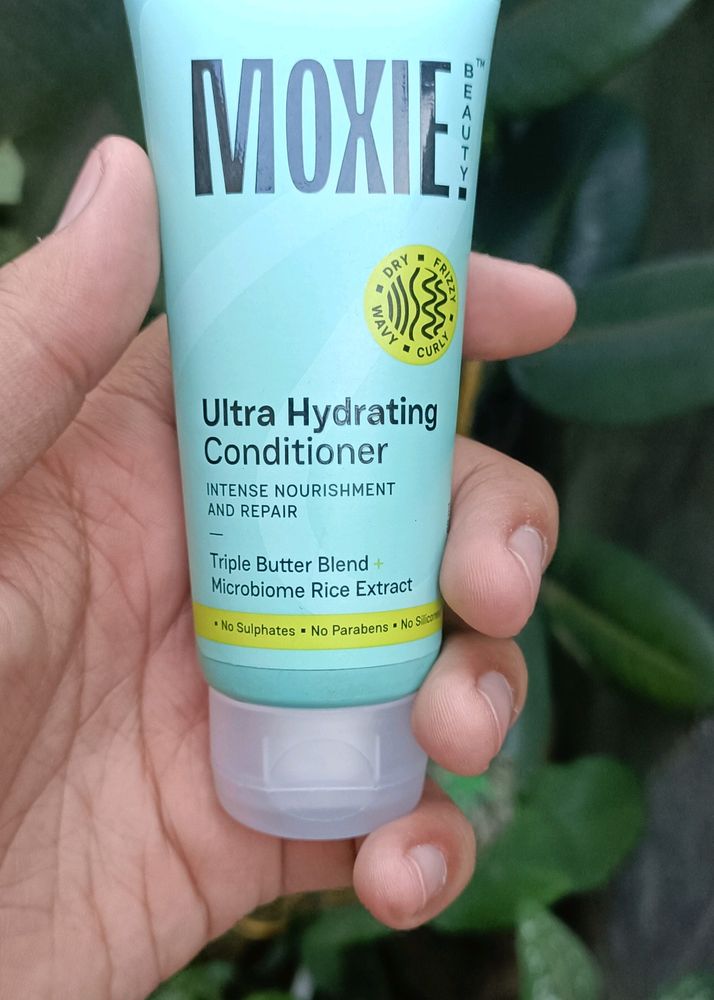 MOXIE!
BEAUTY™
DRY ▪ FRIZZY ▪ CURLY ▪ WAVY ▪
Ultra Hydrating
Conditioner
INTENSE NOURISHMENT
AND REPAIR
—
Triple Butter Blend +
Microbiome Rice Extract
▪ No Sulphates ▪ No Parabens ▪ No